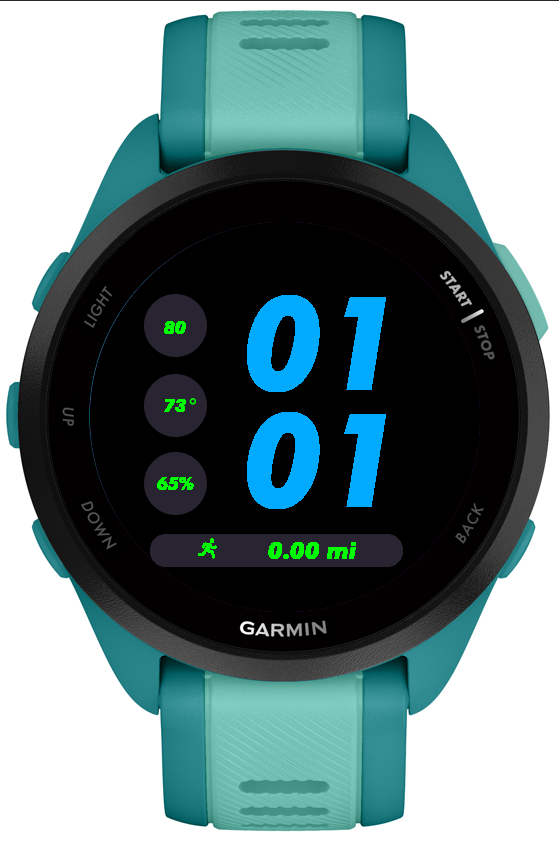 LIGHT
START
STOP
80
01
UP
73°
01
65%
DOWN
BACK
0.00 mi
GARMIN